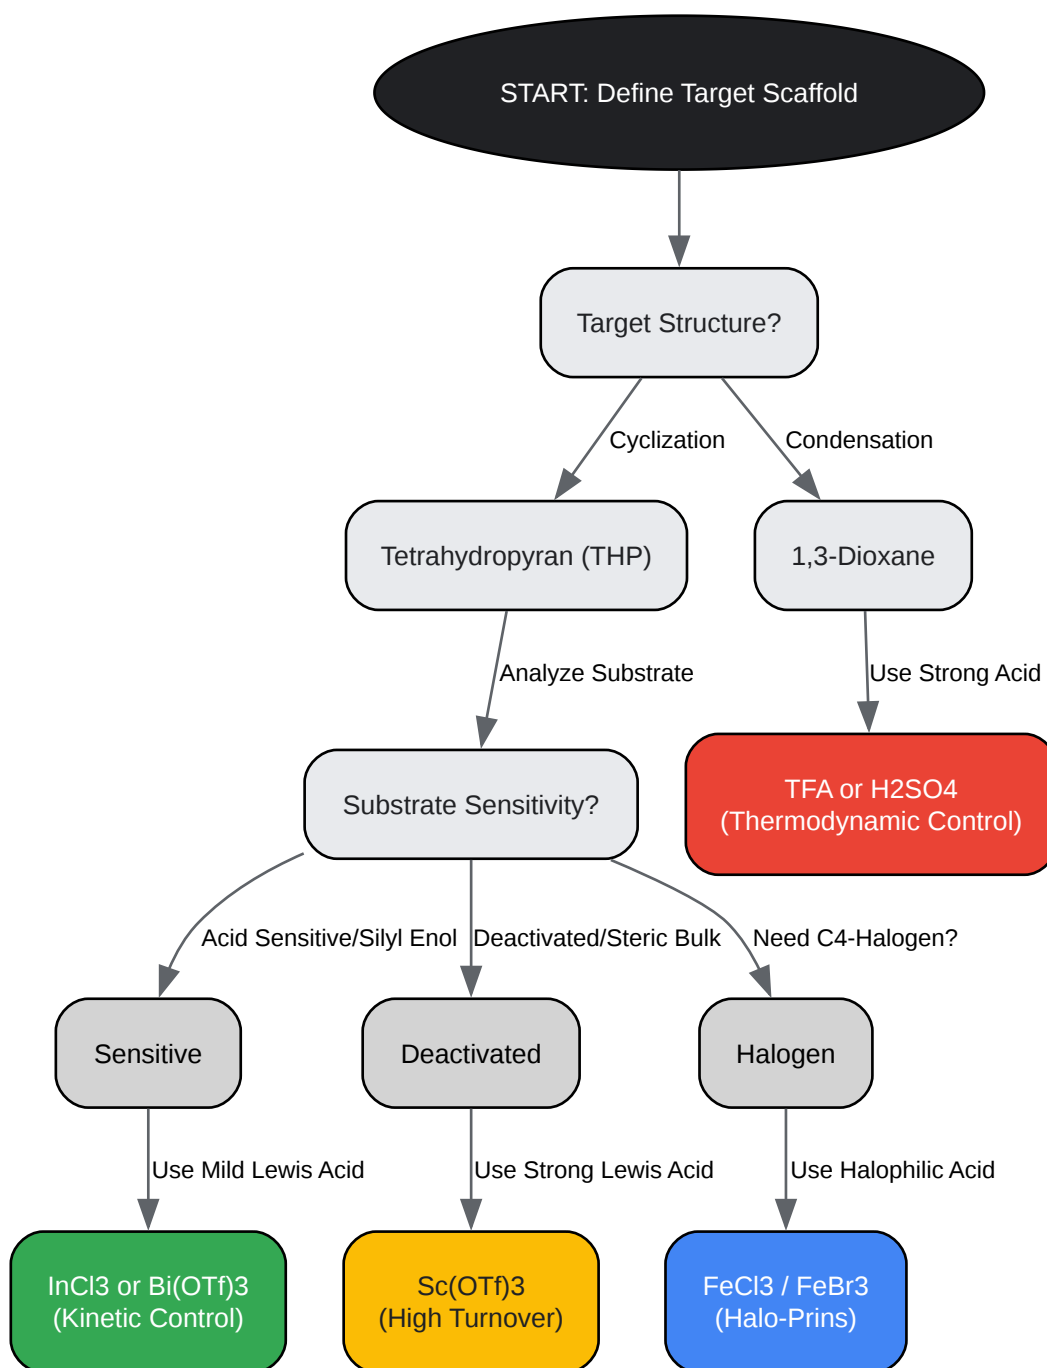 START: Define Target Scaffold
Target Structure?
Cyclization
Condensation
Tetrahydropyran (THP)
1,3-Dioxane
Analyze Substrate
Use Strong Acid
Substrate Sensitivity?
TFA or H2SO4
(Thermodynamic Control)
Acid Sensitive/Silyl Enol
Deactivated/Steric Bulk
Need C4-Halogen?
Sensitive
Deactivated
Halogen
Use Mild Lewis Acid
Use Strong Lewis Acid
Use Halophilic Acid
InCl3 or Bi(OTf)3
(Kinetic Control)
Sc(OTf)3
(High Turnover)
FeCl3 / FeBr3
(Halo-Prins)